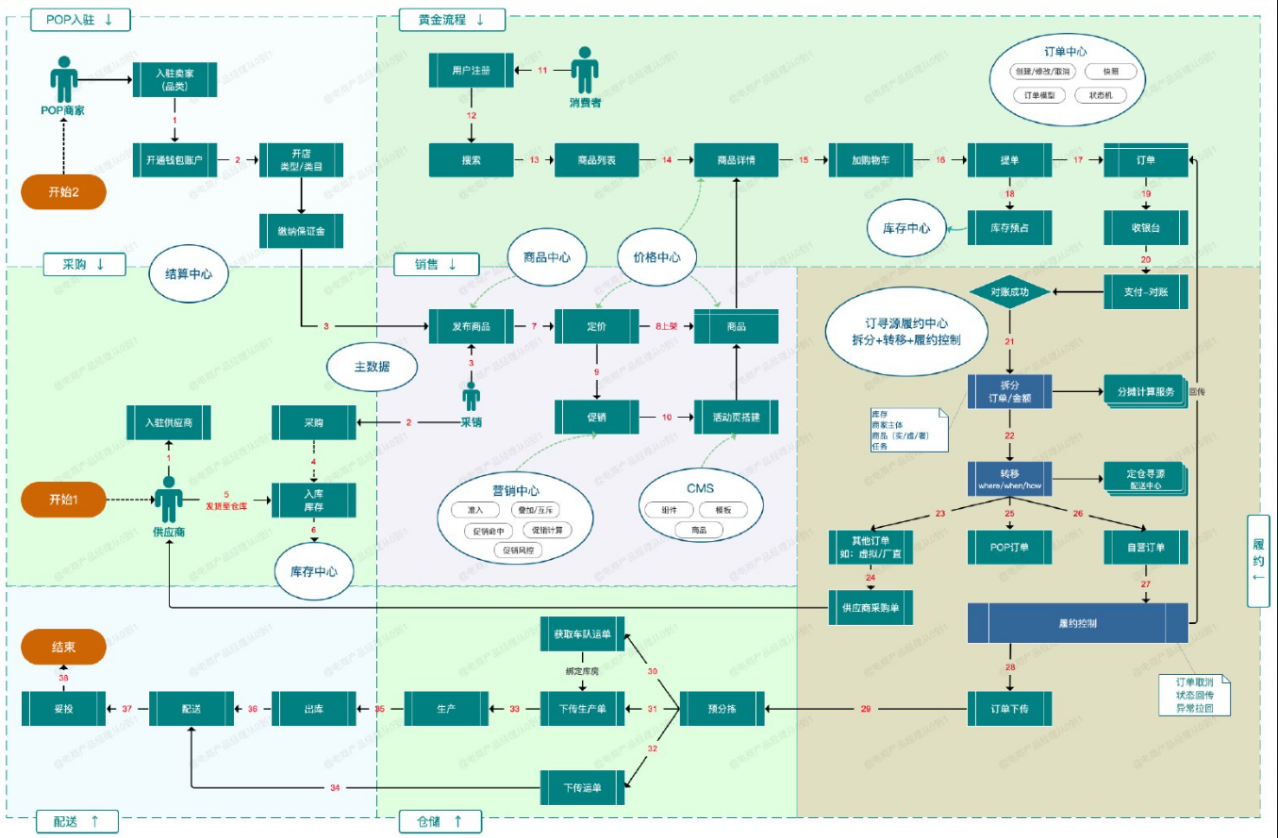 POP入驻 ↓
黄金流程 ↓
POP商家
入驻卖家
(品类)
1
开通钱包账户
2
开店
类型/类目
开始2
缴纳保证金
用户注册
11
消费者
12
搜索
13
商品列表
14
商品详情
15
加购物车
16
提单
17
订单
订单中心
创建/修改/取消
快照
订单模型
状态机
18
库存预占
库存中心
19
收银台
20
支付-对账
采购 ↓
结算中心
3
主数据
入驻供应商
1
采购
2
4
开始1
供应商
5
发货至仓库
入库
库存
6
库存中心
销售 ↓
商品中心
价格中心
发布商品
7
定价
8上架
商品
3
采销
9
促销
10
活动页搭建
营销中心
准入
叠加/互斥
促销命中
促销计算
促销风控
CMS
组件
模板
商品
对账成功
订寻源履约中心
拆分+转移+履约控制
21
拆分
订单/金额
分摊计算服务
回传
库存
商家主体
商品（实/虚/奢）
任务
22
转移
where/when/how
定仓寻源
配送中心
23
25
26
其他订单
如：虚拟/厂直
POP订单
自营订单
24
27
供应商采购单
履约控制
履约 ←
28
订单取消
状态回传
异常拉回
订单下传
29
结束
38
妥投
37
配送
36
出库
35
生产
33
下传生产单
31
预分拣
获取车队运单
绑定库房
30
32
下传运单
34
配送 ↑
仓储 ↑
@电商产品经理从0到1